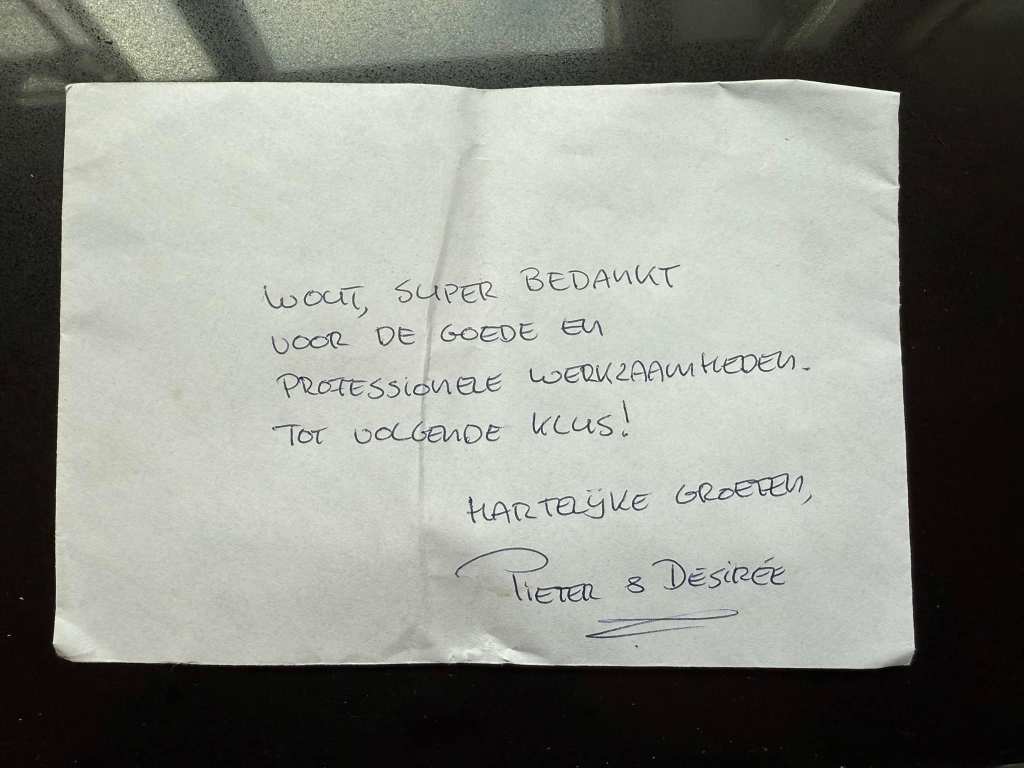 WOUT, SUPER BEDANKT
VOOR DE GOEDE EN
PROFESSIONELE WERKZAAMHEDEN.
TOT VOLGENDE KLUS!
HARTELIJKE GROETEN,
PIETER & DESIRÉE